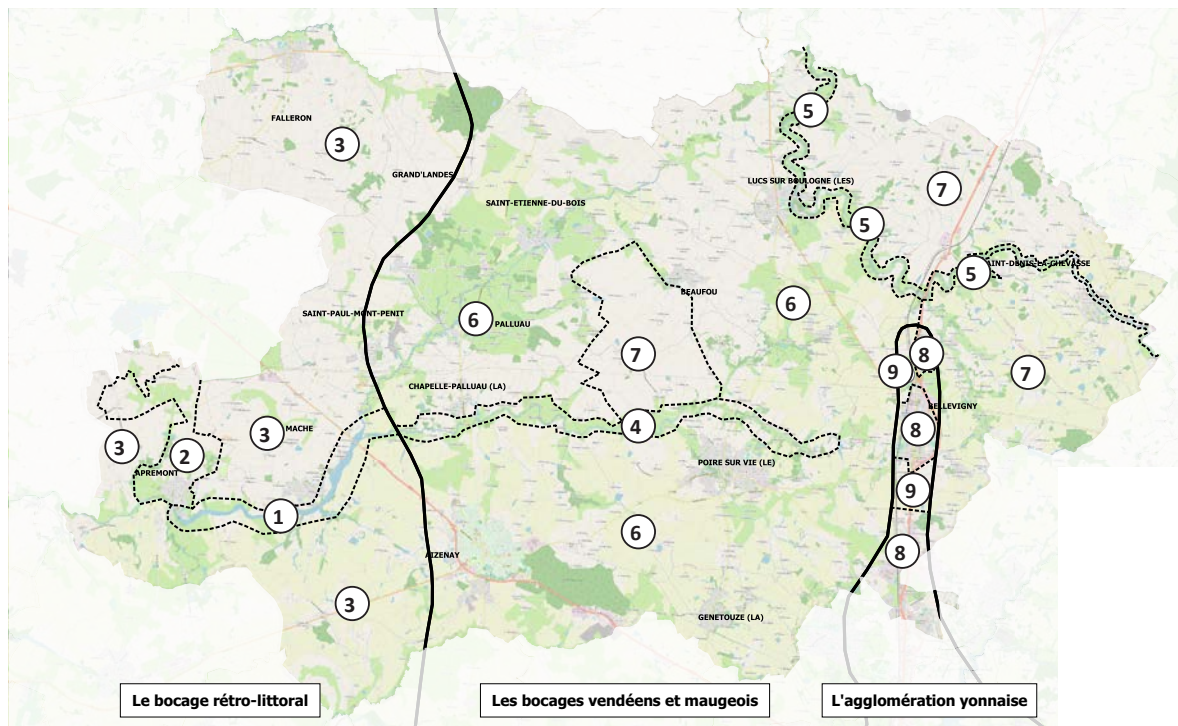 5
FALLERON
3
GRAND'LANDES
LUCS SUR BOULOGNE (LES)
7
SAINT-ETIENNE-DU-BOIS
5
5
AINT-DENIS-LA-CHEVASSE
BEAUFOU
6
SAINT-PAUL-MONT-PENIT
6
PALLUAU
7
8
9
7
CHAPELLE-PALLUAU (LA)
BELLEVIGNY
4
8
3
MACHE
3
2
APREMONT
POIRE SUR VIE (LE)
9
1
6
8
AIZENAY
3
GENETOUZE (LA)
Le bocage rétro-littoral
Les bocages vendéens et maugeois
L'agglomération yonnaise